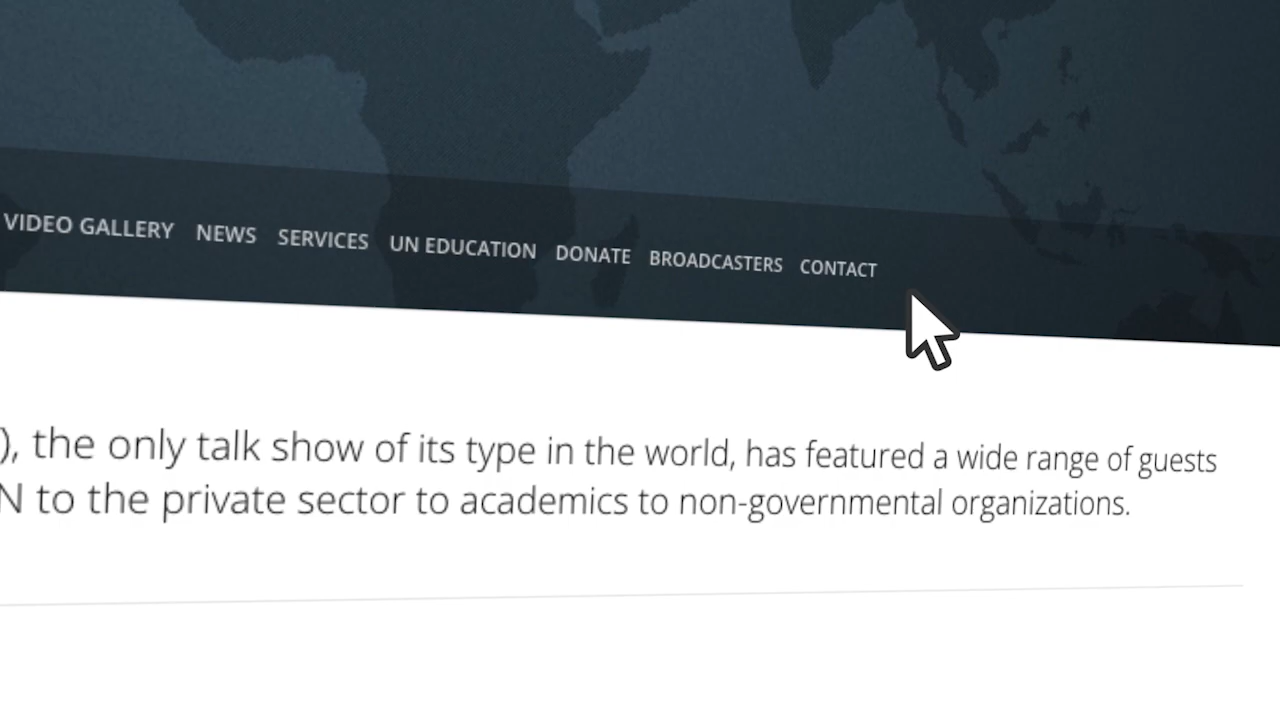 VIDEO GALLERY NEWS SERVICES UN EDUCATION DONATE BROADCASTERS CONTACT
), the only talk show of its type in the world, has featured a wide range of guests
N to the private sector to academics to non-governmental organizations.